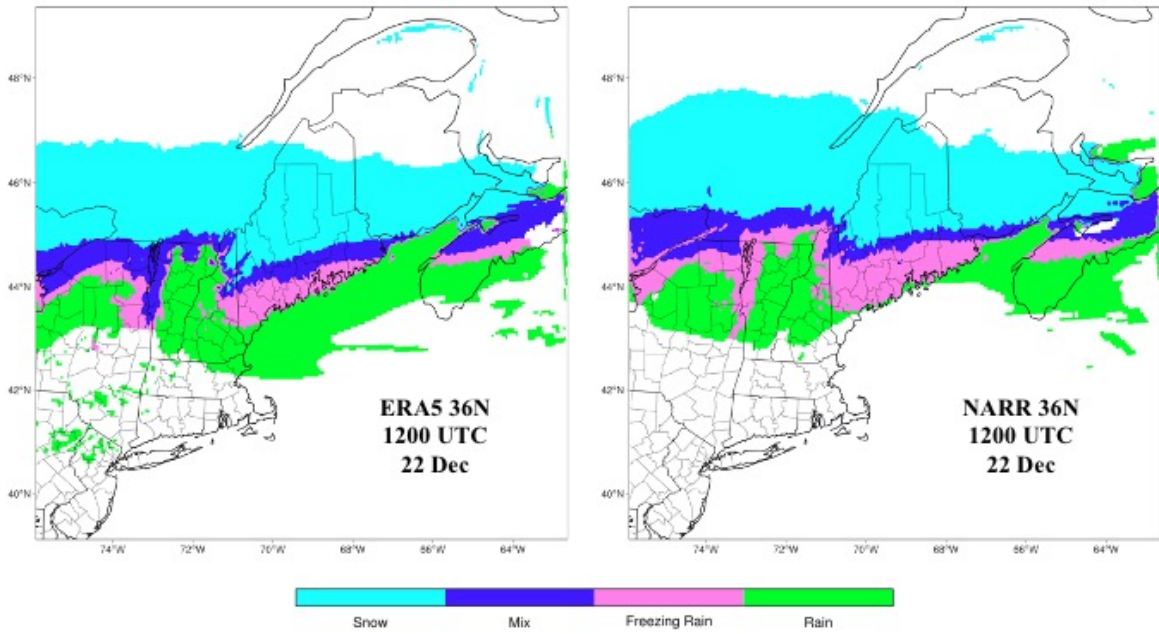 48°N
46°N
44°N
42°N
40°N
74°W 72°W 70°W 68°W 66°W 64°W
ERA5 36N
1200 UTC
22 Dec
48°N
46°N
44°N
42°N
40°N
74°W 72°W 70°W 68°W 66°W 64°W
NARR 36N
1200 UTC
22 Dec
Snow Mix Freezing Rain Rain